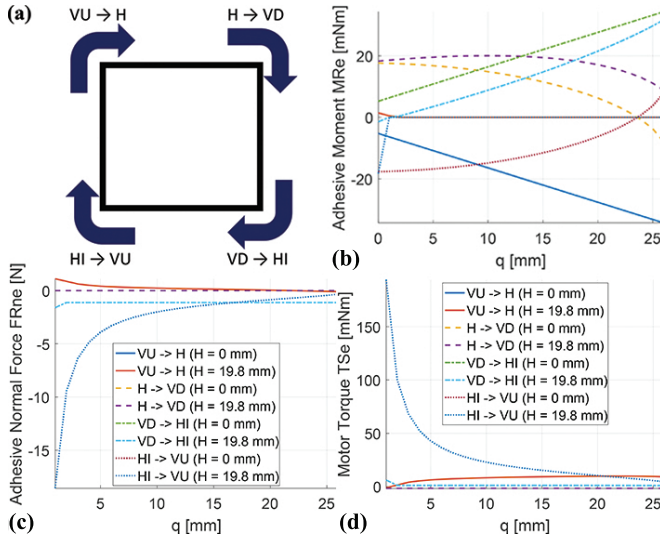 (a)
VU → H
H → VD
HI → VU
VD → HI
Adhesive Moment MRe [mNm]
20
0
-20
0
5
10
15
20
25
q [mm]
(b)
Adhesive Normal Force FRne [N]
0
-5
-10
-15
VU -> H (H = 0 mm)
VU -> H (H = 19.8 mm)
H -> VD (H = 0 mm)
H -> VD (H = 19.8 mm)
VD -> HI (H = 0 mm)
VD -> HI (H = 19.8 mm)
HI -> VU (H = 0 mm)
HI -> VU (H = 19.8 mm)
5
10
15
20
25
q [mm]
(c)
Motor Torque TSe [mNm]
150
100
50
0
VU -> H (H = 0 mm)
VU -> H (H = 19.8 mm)
H -> VD (H = 0 mm)
H -> VD (H = 19.8 mm)
VD -> HI (H = 0 mm)
VD -> HI (H = 19.8 mm)
HI -> VU (H = 0 mm)
HI -> VU (H = 19.8 mm)
5
10
15
20
25
q [mm]
(d)